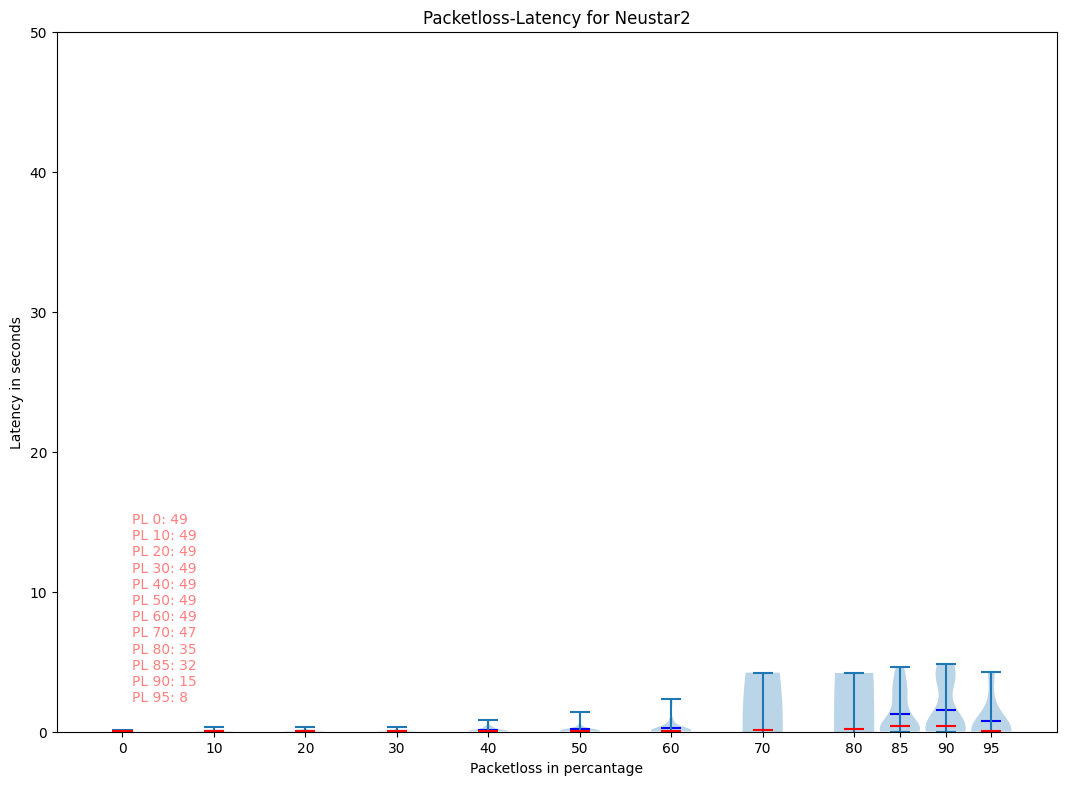 Packetloss-Latency for Neustar2
50
40
30
20
10
0
Latency in seconds
PL 0: 49
PL 10: 49
PL 20: 49
PL 30: 49
PL 40: 49
PL 50: 49
PL 60: 49
PL 70: 47
PL 80: 35
PL 85: 32
PL 90: 15
PL 95: 8
0 10 20 30 40 50 60 70 80 85 90 95
Packetloss in percantage